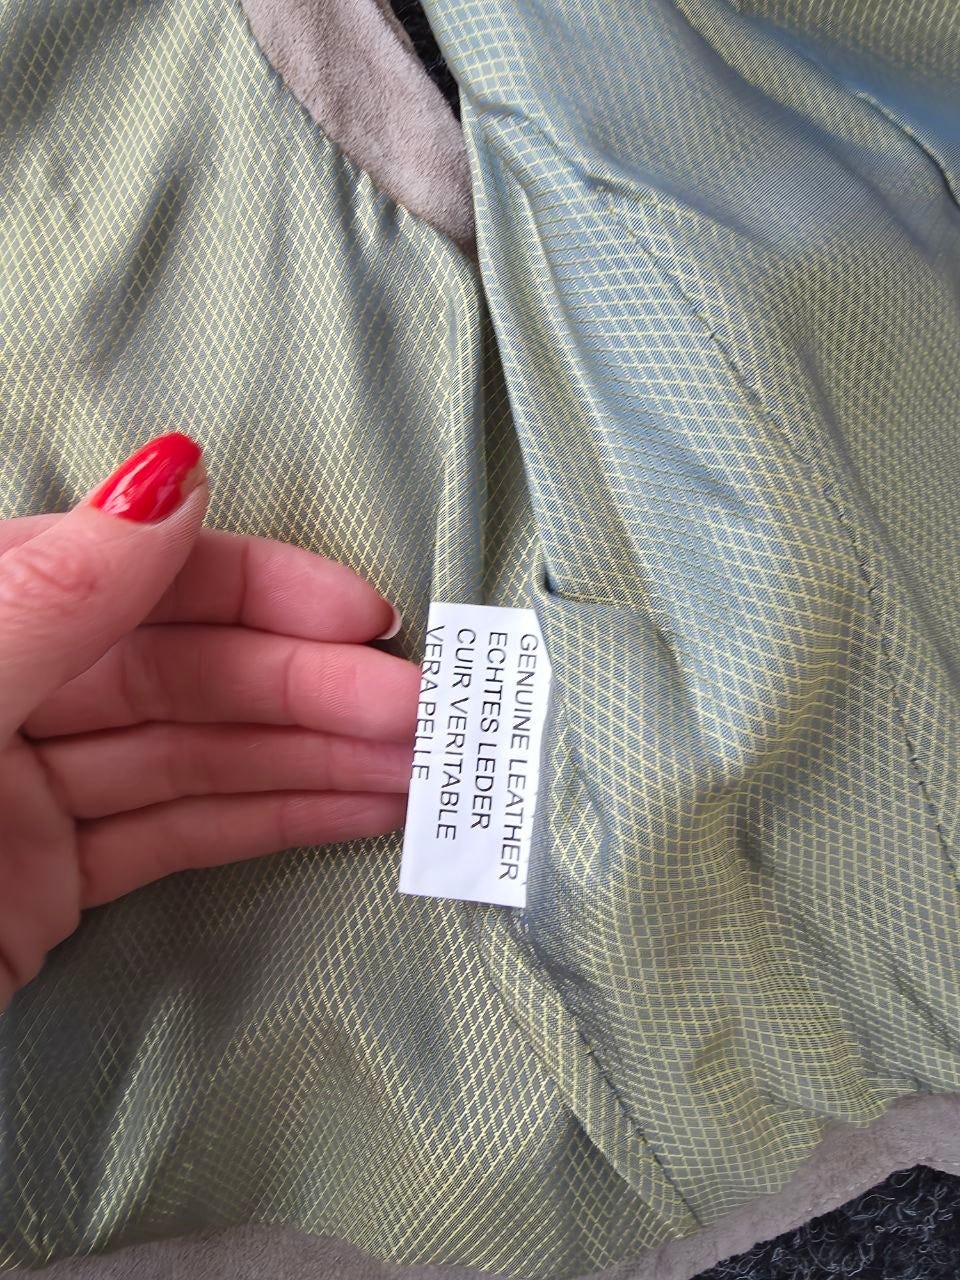 GENUINE LEATHER
ECHTES LEDER
CUIR VERITABLE
VERA PELLE